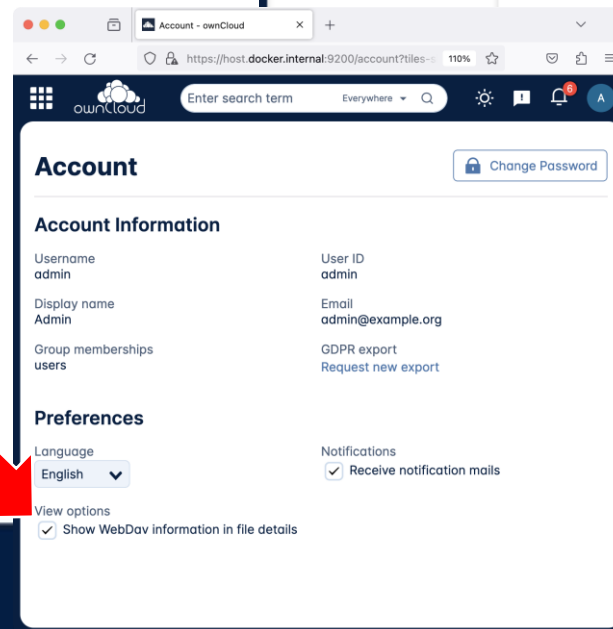 Account - ownCloud
https://host.docker.internal:9200/account?tiles-s 110%
ownCloud
Enter search term Everywhere
6
A
Account
Change Password
Account Information
Username User ID
admin admin
Display name Email
Admin admin@example.org
Group memberships GDPR export
users Request new export
Preferences
Language Notifications
English Receive notification mails
View options
Show WebDav information in file details